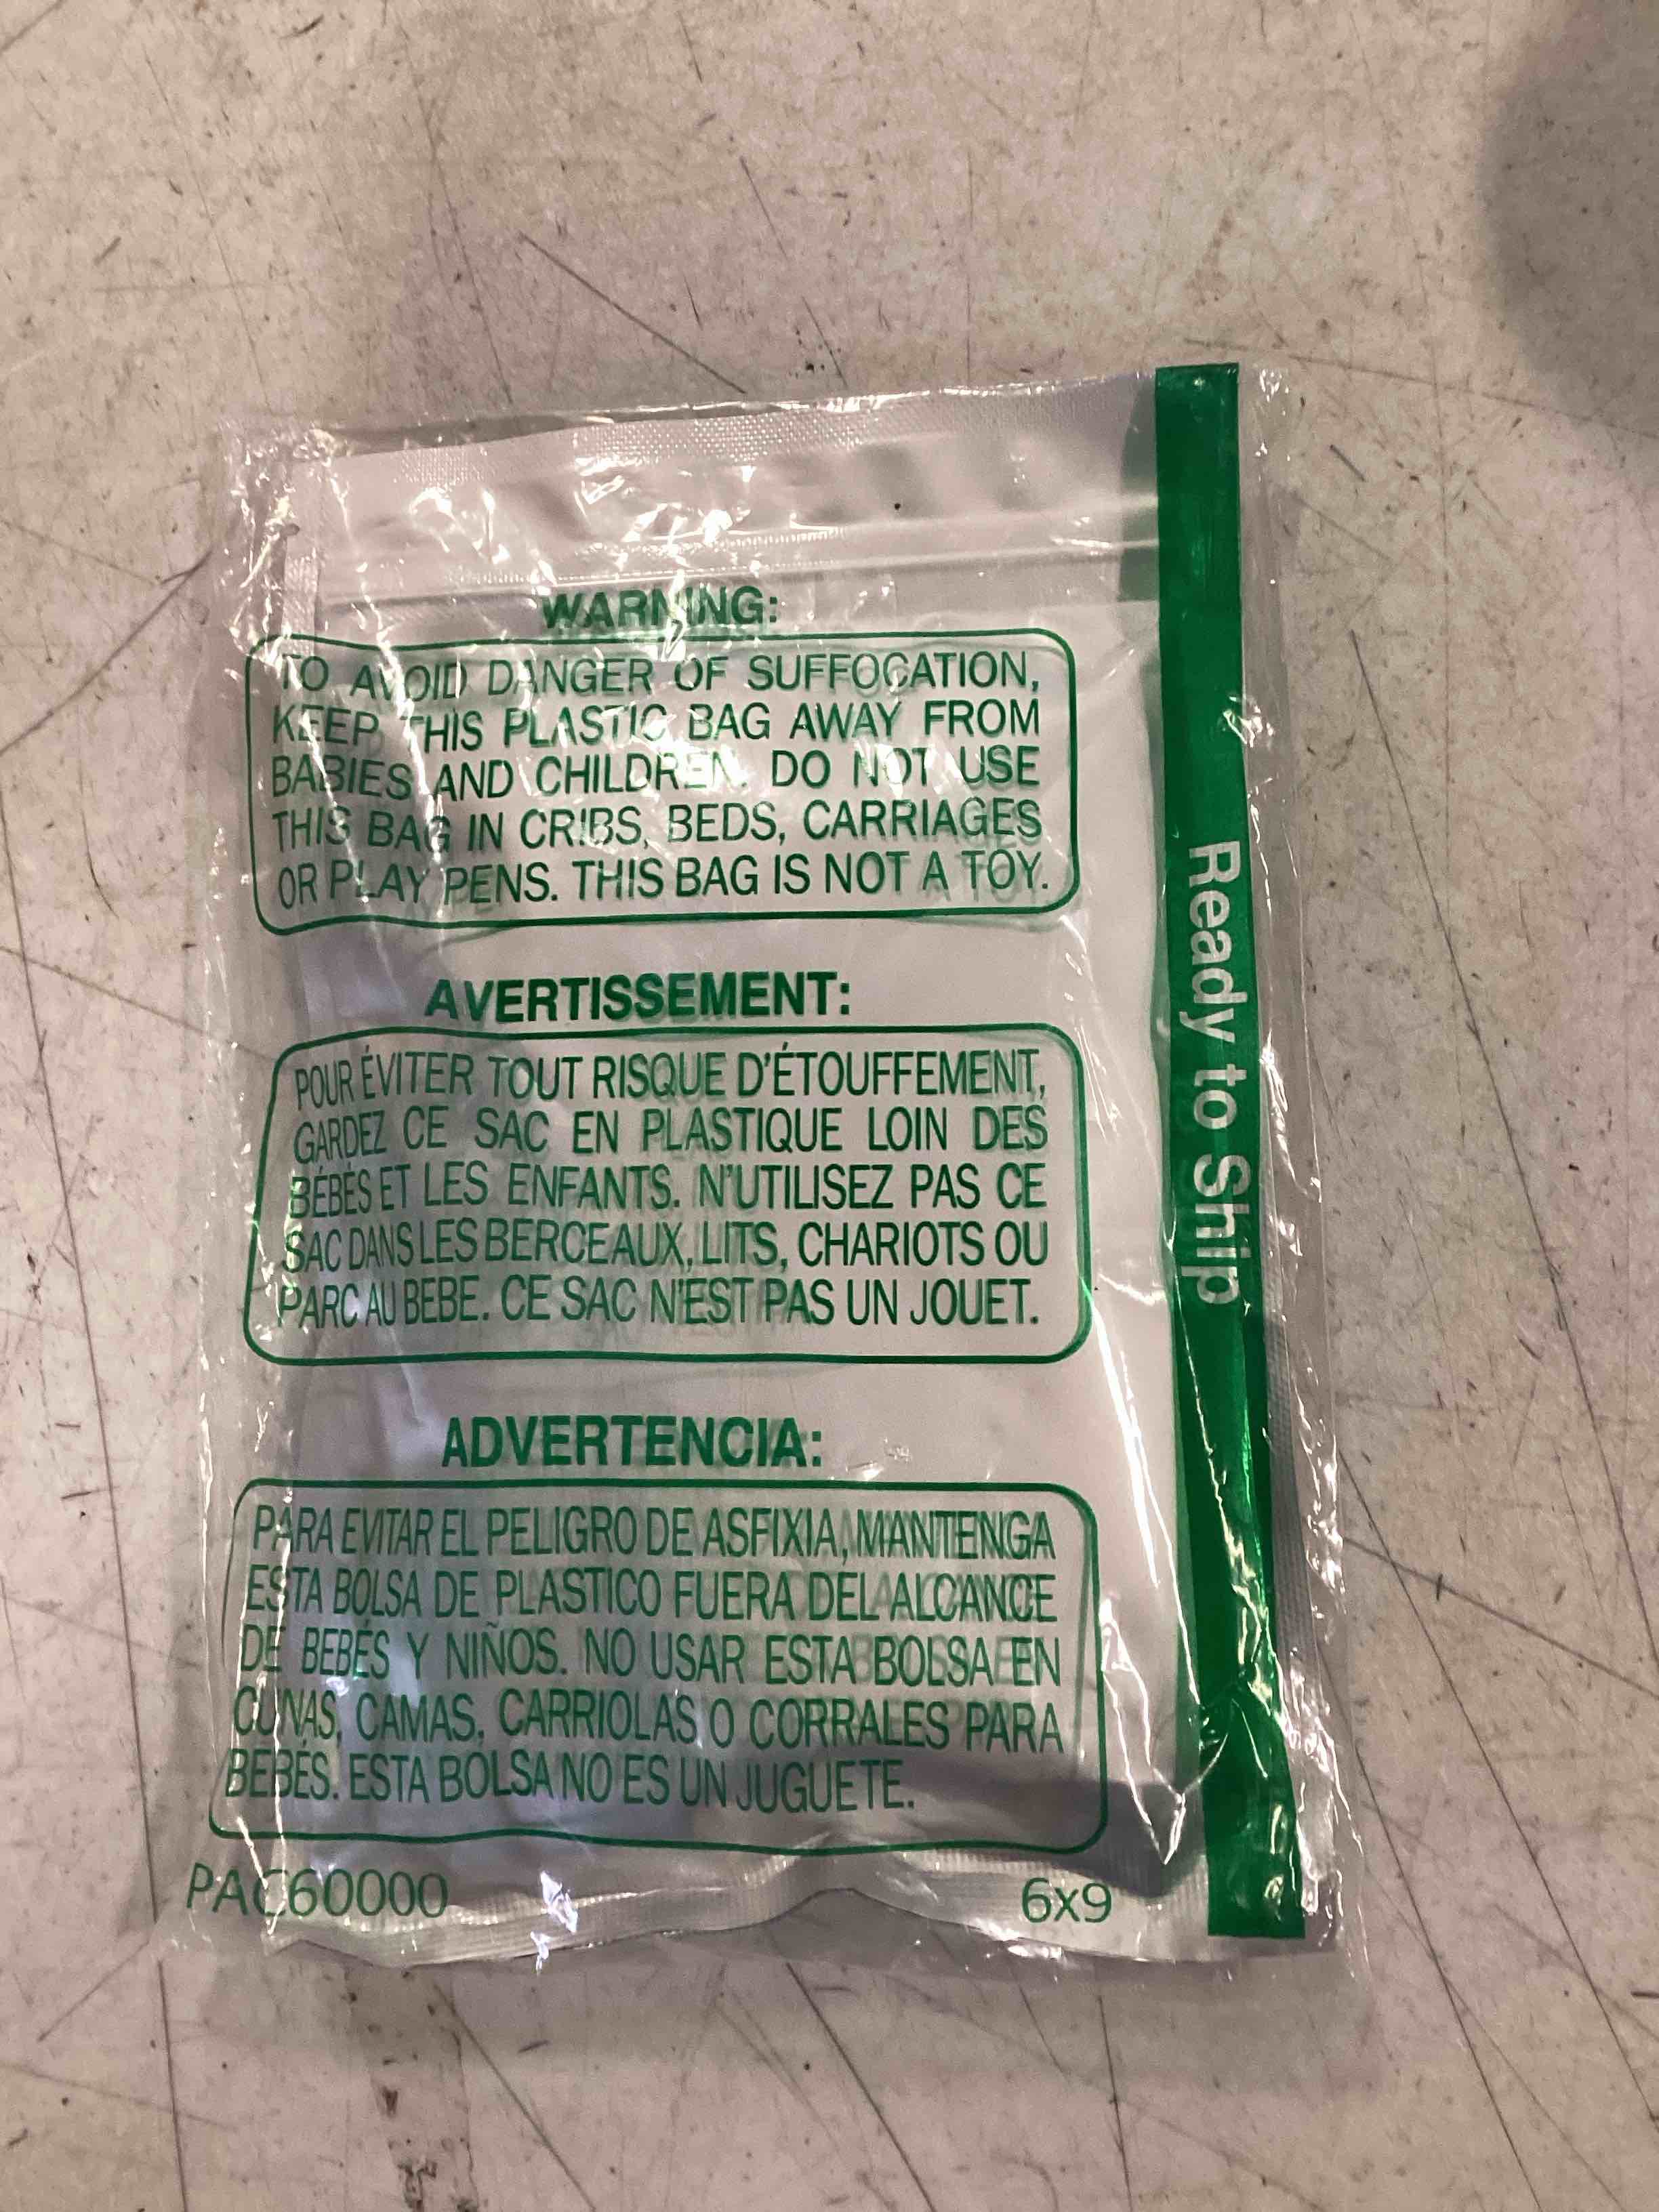 WARNING:
TO AVOID DANGER OF SUFFOCATION,
KEEP THIS PLASTIC BAG AWAY FROM
BABIES AND CHILDREN. DO NOT USE
THIS BAG IN CRIBS, BEDS, CARRIAGES
OR PLAY PENS. THIS BAG IS NOT A TOY.
AVERTISSEMENT:
POUR ÉVITER TOUT RISQUE D'ÉTOUFFEMENT,
GARDEZ CE SAC EN PLASTIQUE LOIN DES
BÉBÉS ET LES ENFANTS. N'UTILISEZ PAS CE
SAC DANS LES BERCEAUX, LITS, CHARIOTS OU
PARC AU BEBE. CE SAC N'EST PAS UN JOUET.
ADVERTENCIA:
PARA EVITAR EL PELIGRO DE ASFIXIA, MANTENGA
ESTA BOLSA DE PLASTICO FUERA DEL ALCANCE
DE BEBÉS Y NIÑOS. NO USAR ESTA BOLSA EN
CUNAS, CAMAS, CARRIOLAS O CORRALES PARA
BEBÉS. ESTA BOLSA NO ES UN JUGUETE.
PAC60000
6x9
Ready to Ship